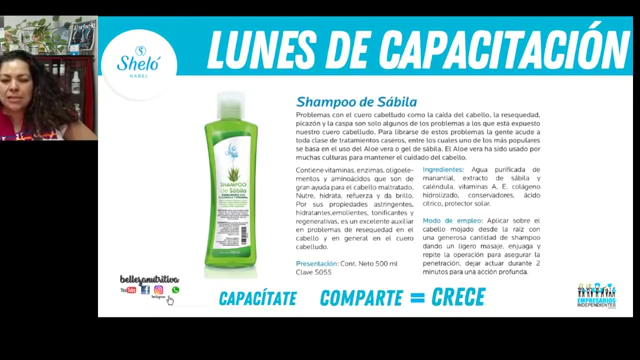 LUNES DE CAPACITACIÓN
S
Sheló
NABEL
Shampoo de Sábila
Problemas con el cuero cabelludo como la caída del cabello, la resequedad,
picazón y la caspa son solo algunos de los problemas a los que está expuesto
nuestro cuero cabelludo. Para librarse de estos problemas la gente acude a
toda clase de tratamientos caseros, entre los cuales uno de los más populares
se basa en el uso del Aloe vera o gel de sábila. El Aloe vera ha sido usado por
muchas culturas para mantener el cuidado del cabello.
Contiene vitaminas, enzimas, oligoele-
mentos y aminoácidos que son de
gran ayuda para el cabello maltratado.
Nutre, hidrata, refuerza y da brillo.
Por sus propiedades astringentes,
hidratantes,emolientes, tonificantes y
regenerativas, es un excelente auxiliar
en problemas de resequedad en el
cabello y en general en el cuero
cabelludo.
Presentación: Cont. Neto 500 ml
Clave S055
Ingredientes: Agua purificada de
manantial, extracto de sábila y
caléndula, vitaminas A, E, colágeno
hidrolizado, conservadores, ácido
cítrico, protector solar.
Modo de empleo: Aplicar sobre el
cabello mojado desde la raíz con
una generosa cantidad de shampoo
dando un ligero masaje, enjuaga y
repite la operación para asegurar la
penetración, dejar actuar durante 2
minutos para una acción profunda.
SHAMPOO
de Sábila
bellezanutritiva
YouTube
Instagram
CAPACÍTATE COMPARTE = CRECE
EMPRESARIOS
INDEPENDIENTES